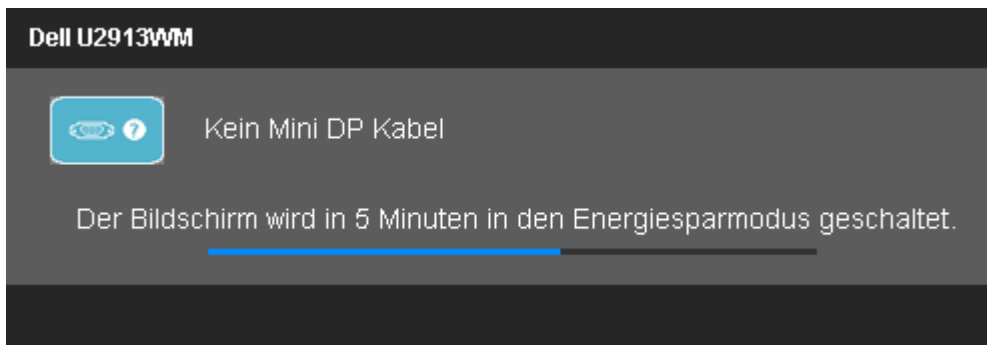 Dell U2913WM
Kein Mini DP Kabel
Der Bildschirm wird in 5 Minuten in den Energiesparmodus geschaltet.